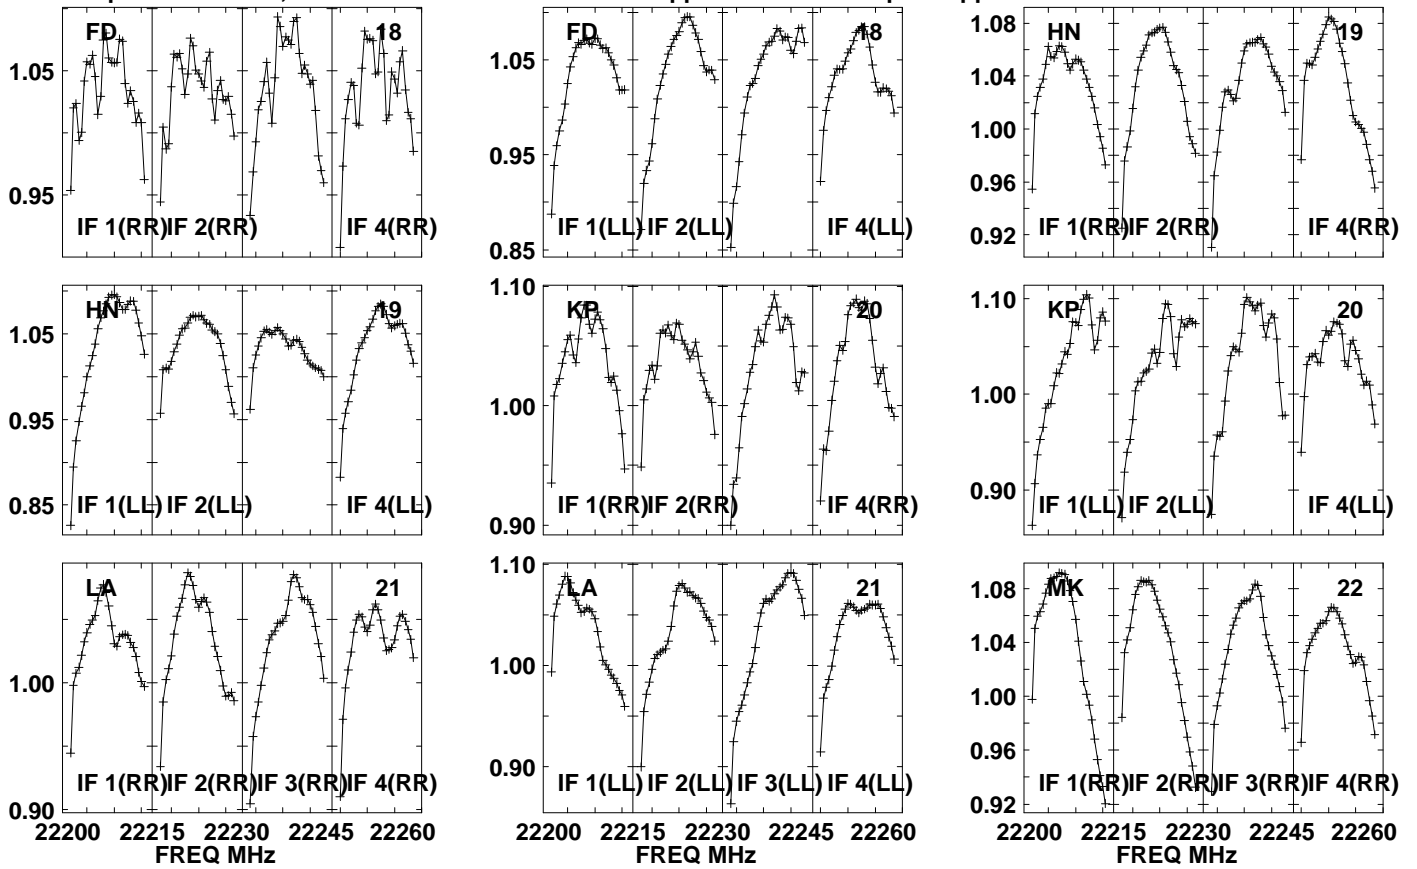 FD 18
1.05
0.95
IF 1(RR) IF 2(RR) IF 4(RR)
FD 8
1.05
0.95
0.85
IF 1(LL) IF 2(LL) IF 4(LL)
HN 19
1.08
1.04
1.00
0.96
0.92
IF 1(RR) IF 2(RR) IF 4(RR)
HN 19
1.05
0.95
0.85
IF 1(LL) IF 2(LL) IF 4(LL)
KP 20
1.10
1.00
0.90
IF 1(RR) IF 2(RR) IF 4(RR)
KP 20
1.10
1.00
0.90
IF 1(LL) IF 2(LL) IF 4(LL)
LA 21
1.00
0.90
IF 1(RR) IF 2(RR) IF 3(RR) IF 4(RR)
22200 22215 22230 22245 22260
FREQ MHz
LA 21
1.10
1.00
0.90
IF 1(LL) IF 2(LL) IF 3(LL) IF 4(LL)
22200 22215 22230 22245 22260
FREQ MHz
MK 22
1.08
1.04
1.00
0.96
0.92
IF 1(RR) IF 2(RR) IF 3(RR) IF 4(RR)
22200 22215 22230 22245 22260
FREQ MHz